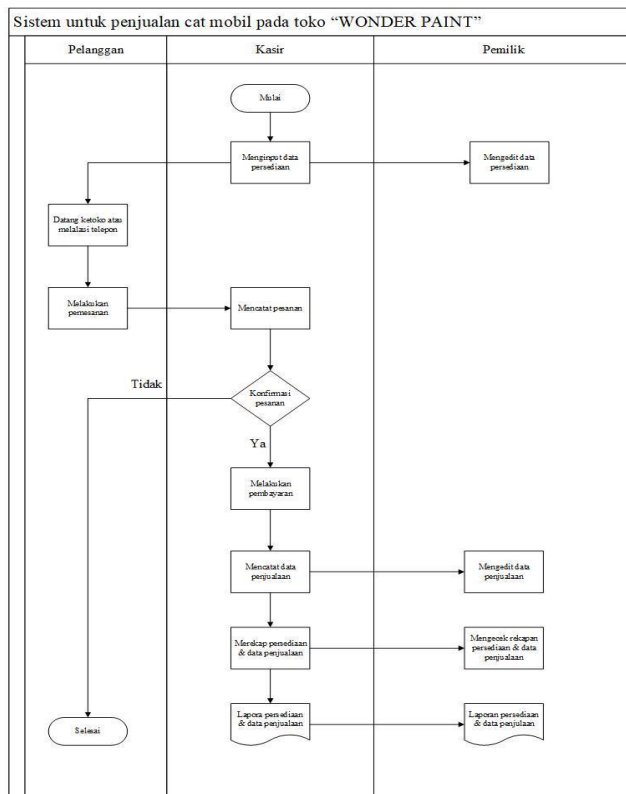 Sistem untuk penjualan cat mobil pada toko “WONDER PAINT”
Pelanggan
Kasir
Pemilik
Mulai
Menginput data
persediaan
Mengedit data
persediaan
Datang ketoko atau
melalasi telepon
Melakukan
pemesanan
Mencatat pesanan
Tidak
Konfirmasi
pesanan
Ya
Melakukan
pembayaran
Mencatat data
penjualaan
Mengedit data
penjualaan
Merekap persediaan
& data penjualaan
Mengecek rekapan
persediaan & data
penjualaan
Selesai
Lapora persediaan
& data penjualaan
Laporan persediaan
& data penjulaan